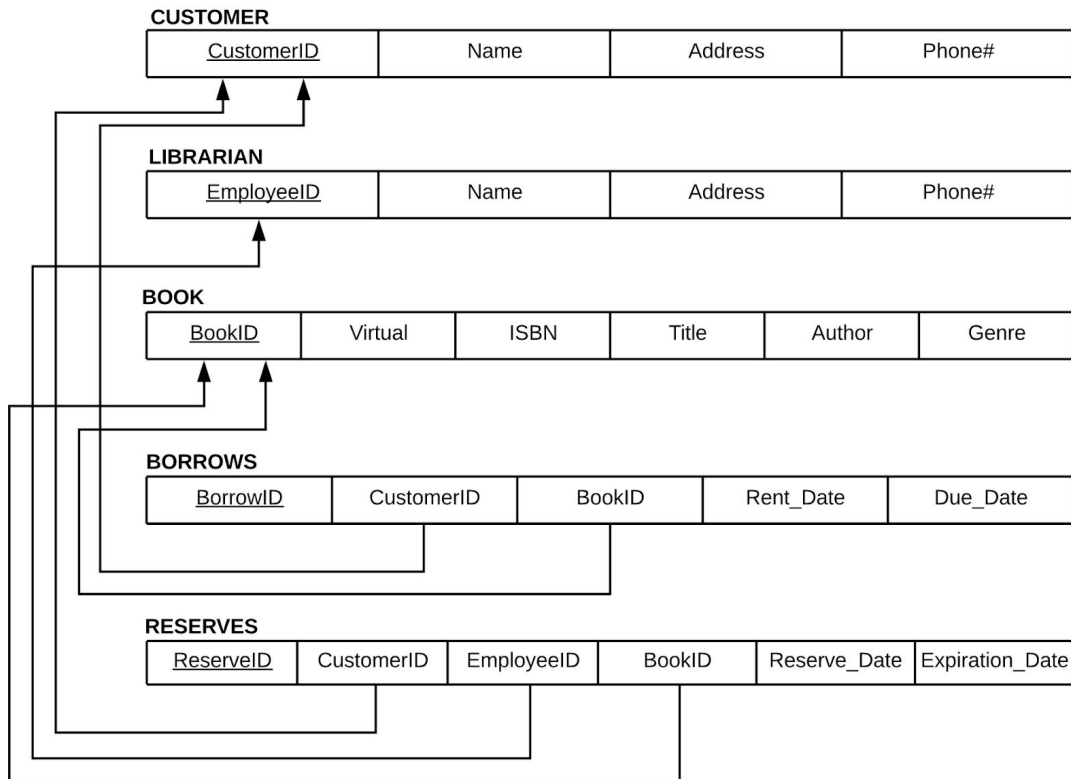 CUSTOMER
CustomerID Name Address Phone#
LIBRARIAN
EmployeeID Name Address Phone#
BOOK
BookID Virtual ISBN Title Author Genre
BORROWS
BorrowID CustomerID BookID Rent_Date Due_Date
RESERVES
ReserveID CustomerID EmployeeID BookID Reserve_Date Expiration_Date